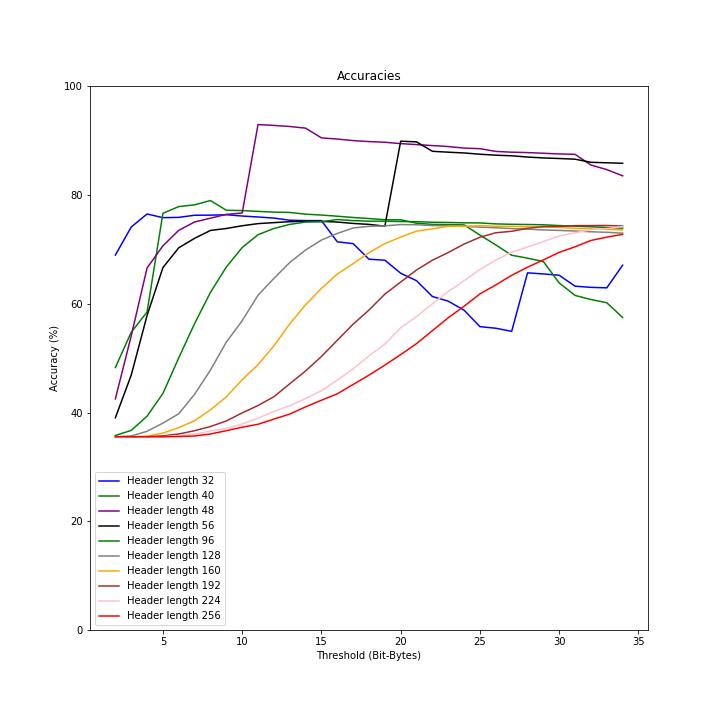 Accuracies
100
80
60
40
20
0
Accuracy (%)
Header length 32
Header length 40
Header length 48
Header length 56
Header length 96
Header length 128
Header length 160
Header length 192
Header length 224
Header length 256
5 10 15 20 25 30 35
Threshold (Bit-Bytes)